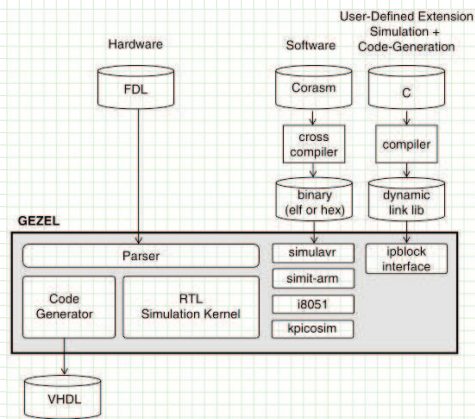 User-Defined Extension
Simulation +
Code-Generation
Hardware
Software
FDL
Corasm
C
cross
compiler
compiler
binary
(elf or hex)
dynamic
link lib
GEZEL
Parser
simulavr
ipblock
interface
simit-arm
Code
Generator
RTL
Simulation Kernel
i8051
kpicosim
VHDL